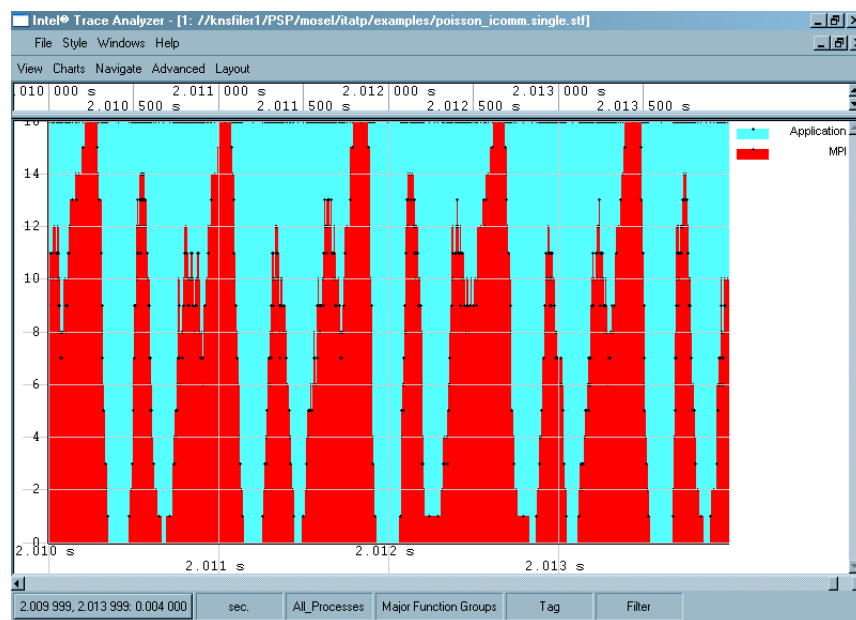 Intel® Trace Analyzer - [1: //knsfiler1/PSP/mosel/itatp/examples/poisson_icomm.single.stf]
File Style Windows Help
View Charts Navigate Advanced Layout
.010 000 s 2.011 000 s 2.012 000 s 2.013 000 s
2.010 500 s 2.011 500 s 2.012 500 s 2.013 500 s
16
Application
MPI
14
12
10
8
6
4
2
0
2.010 s 2.012 s
2.011 s 2.013 s
2.009 999, 2.013 999: 0.004 000 sec. All_Processes Major Function Groups Tag Filter